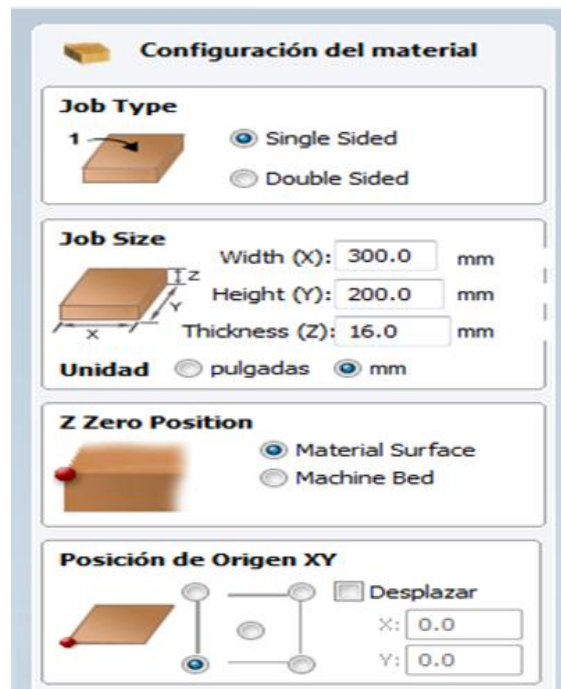 Configuración del material
Job Type
1
Single Sided
Double Sided
Job Size
Width (X): 300.0 mm
Z
Y
X
Height (Y): 200.0 mm
Thickness (Z): 16.0 mm
Unidad pulgadas mm
Z Zero Position
Material Surface
Machine Bed
Posición de Origen XY
Desplazar
X: 0.0
Y: 0.0